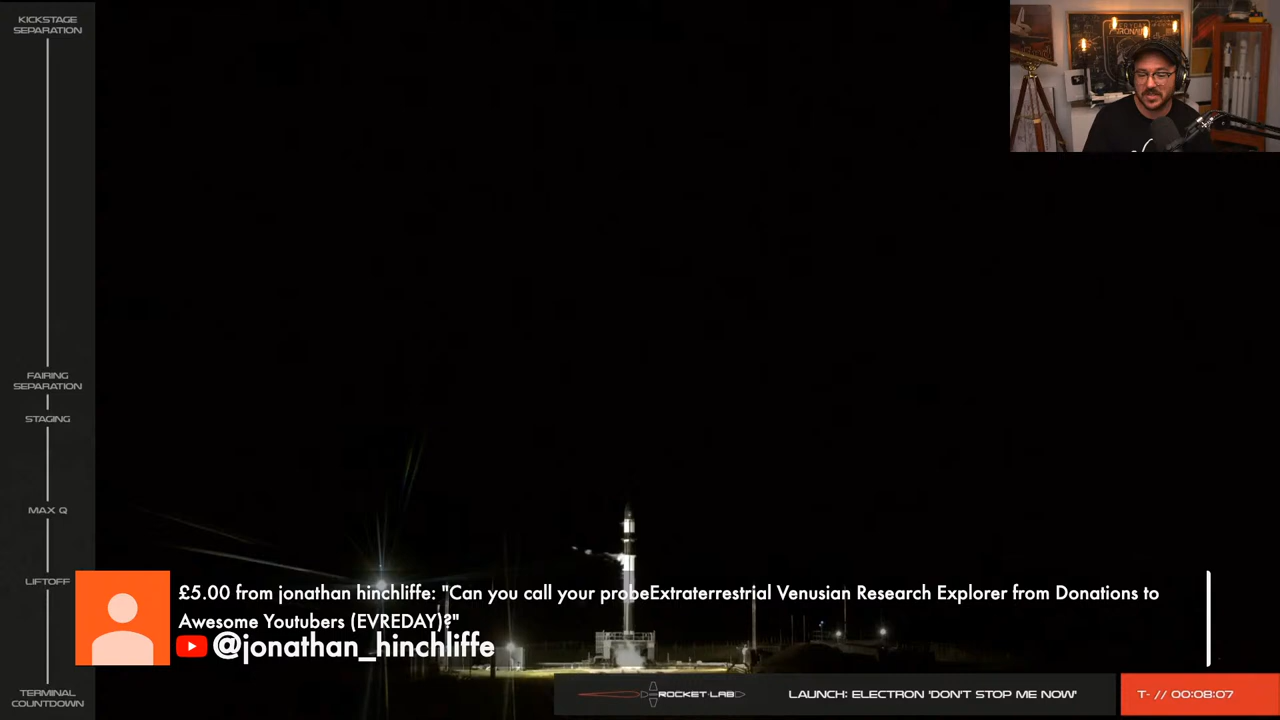 KICKSTAGE
SEPARATION
FAIRING
SEPARATION
STAGING
MAX Q
LIFTOFF
£5.00 from jonathan hinchliffe: "Can you call your probeExtraterrestrial Venusian Research Explorer from Donations to
Awesome Youtubers (EVREDAY)?"
@jonathan_hinchliffe
TERMINAL
COUNTDOWN
ROCKET LAB
LAUNCH: ELECTRON 'DON'T STOP ME NOW'
T- // 00:08:07